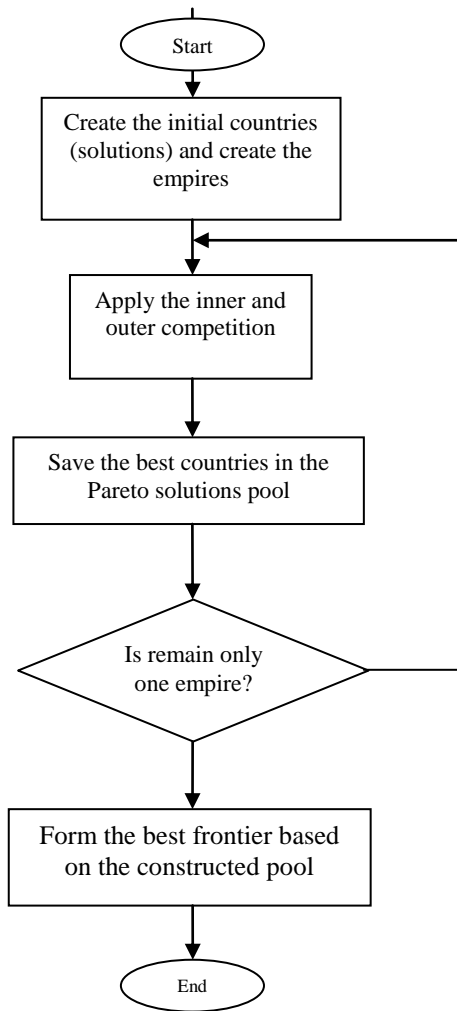 Start
Create the initial countries
(solutions) and create the
empires
Apply the inner and
outer competition
Save the best countries in the
Pareto solutions pool
Is remain only
one empire?
Form the best frontier based
on the constructed pool
End